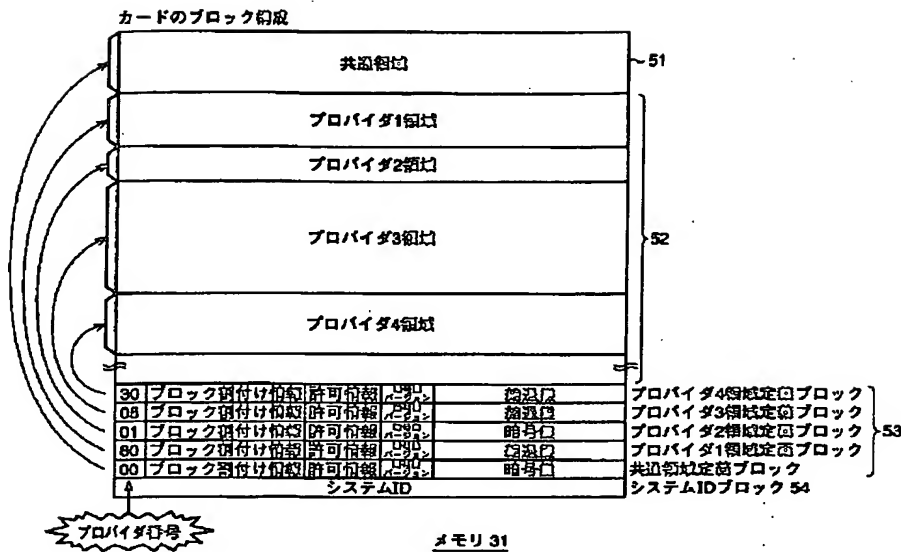 カードのブロック構成
共通領域
51
プロバイダ1領域
プロバイダ2領域
プロバイダ3領域
52
プロバイダ4領域
30 ブロック割付け情報 許可情報 バージョン プロバイダ4領域定義ブロック
08 ブロック割付け情報 許可情報 バージョン プロバイダ3領域定義ブロック
01 ブロック割付け情報 許可情報 バージョン 暗号 プロバイダ2領域定義ブロック
80 ブロック割付け情報 許可情報 バージョン プロバイダ1領域定義ブロック
00 ブロック割付け情報 許可情報 バージョン 暗号 共通領域定義ブロック
53
システムID システムIDブロック 54
プロバイダ番号
メモリ 31